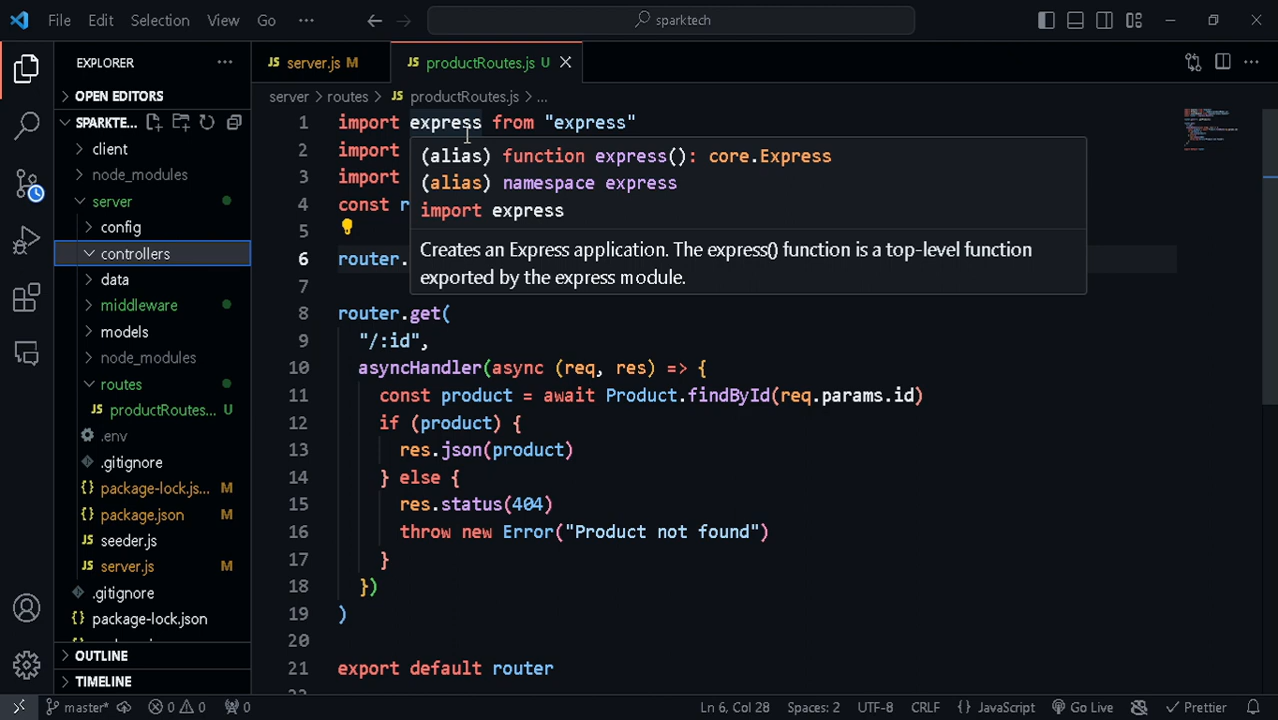 File Edit Selection View Go ··· sparktech
EXPLORER ···
OPEN EDITORS
SPARKTE...
client
node_modules
server
config
controllers
data
middleware
models
node_modules
routes
JS productRoutes... U
.env
.gitignore
{} package-lock.js... M
{} package.json M
JS seeder.js
JS server.js M
.gitignore
{} package-lock.json
OUTLINE
TIMELINE
JS server.js M JS productRoutes.js U
server > routes > JS productRoutes.js > ...
1 import express from "express"
2 import
3 import
4 const r
5
6 router.
7
8 router.get(
9 "/:id",
10 asyncHandler(async (req, res) => {
11 const product = await Product.findById(req.params.id)
12 if (product) {
13 res.json(product)
14 } else {
15 res.status(404)
16 throw new Error("Product not found")
17 }
18 })
19 )
20
21 export default router
22
(alias) function express(): core.Express
(alias) namespace express
import express
Creates an Express application. The express() function is a top-level function
exported by the express module.
master* 0 0 0 Ln 6, Col 28 Spaces: 2 UTF-8 CRLF {} JavaScript Go Live Prettier